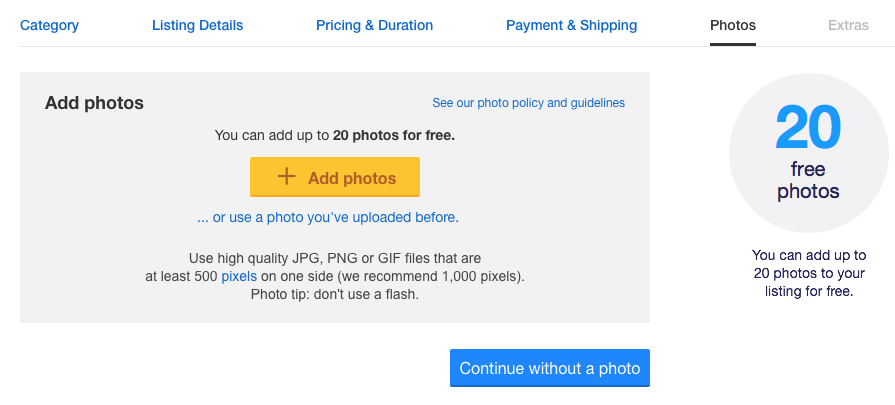 Category Listing Details Pricing & Duration Payment & Shipping Photos Extras
Add photos See our photo policy and guidelines
You can add up to 20 photos for free.
+ Add photos
... or use a photo you've uploaded before.
Use high quality JPG, PNG or GIF files that are
at least 500 pixels on one side (we recommend 1,000 pixels).
Photo tip: don't use a flash.
Continue without a photo
20
free
photos
You can add up to
20 photos to your
listing for free.